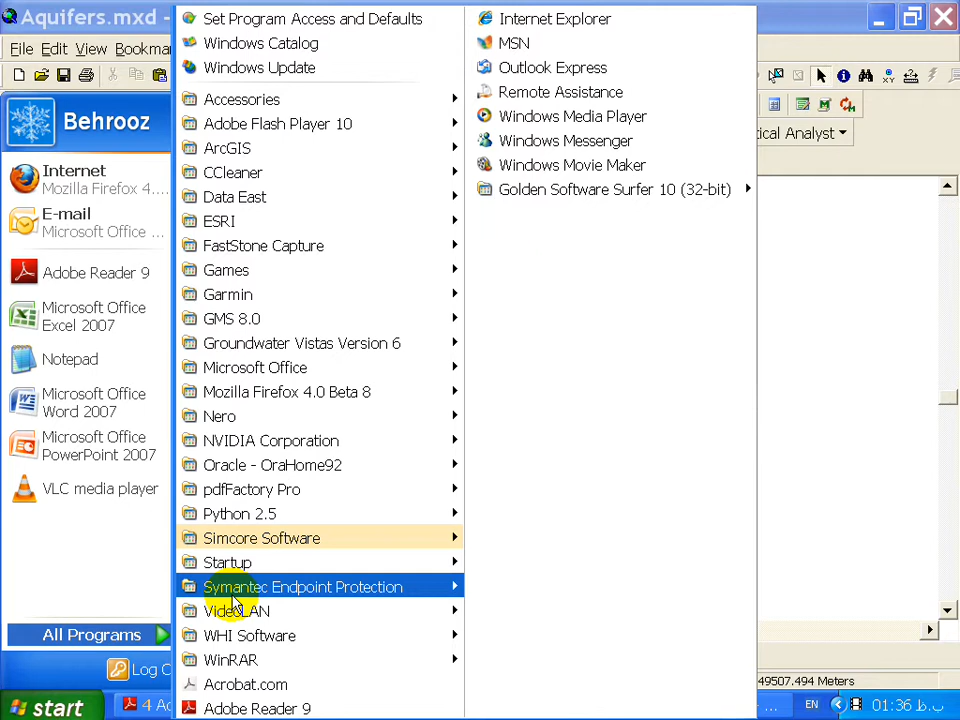 Aquifers.mxd -
File Edit View Bookmar
Behrooz
Internet
Mozilla Firefox 4....
E-mail
Microsoft Office ...
Adobe Reader 9
Microsoft Office
Excel 2007
Notepad
Microsoft Office
Word 2007
Microsoft Office
PowerPoint 2007
VLC media player
All Programs
Log O
Set Program Access and Defaults
Windows Catalog
Windows Update
Accessories
Adobe Flash Player 10
ArcGIS
CCleaner
Data East
ESRI
FastStone Capture
Games
Garmin
GMS 8.0
Groundwater Vistas Version 6
Microsoft Office
Mozilla Firefox 4.0 Beta 8
Nero
NVIDIA Corporation
Oracle - OraHome92
pdfFactory Pro
Python 2.5
Simcore Software
Startup
Symantec Endpoint Protection
VideoLAN
WHI Software
WinRAR
Acrobat.com
Adobe Reader 9
Internet Explorer
MSN
Outlook Express
Remote Assistance
Windows Media Player
Windows Messenger
Windows Movie Maker
Golden Software Surfer 10 (32-bit)
tical Analyst
49507.494 Meters
start
4 Ad
...
EN
01:36 ب.ظ